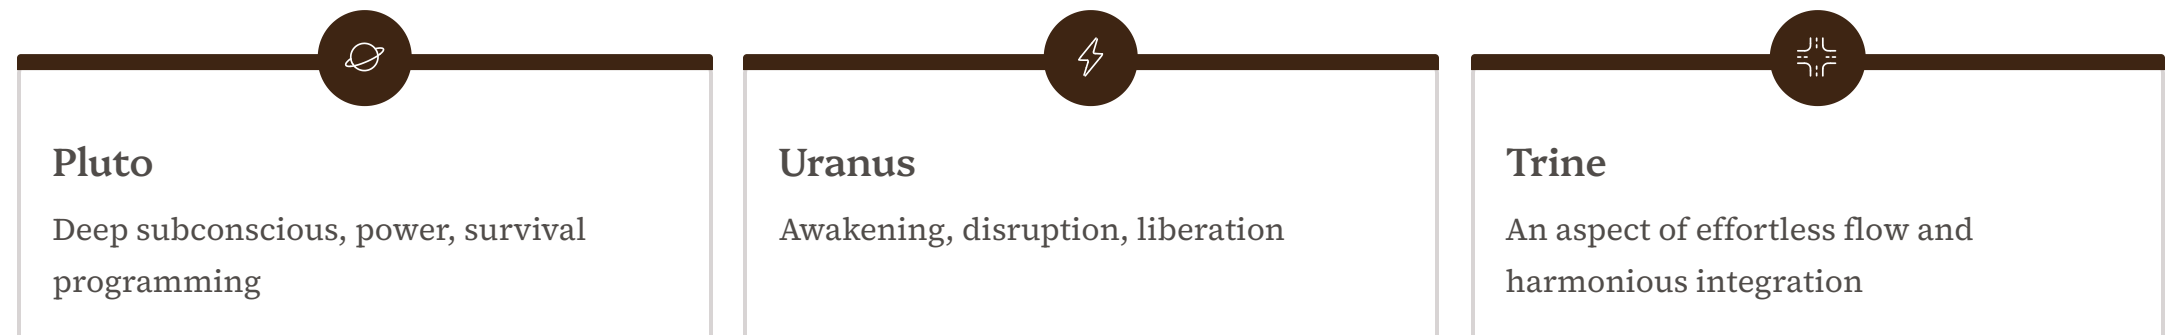 Pluto
Deep subconscious, power, survival
programming
Uranus
Awakening, disruption, liberation
Trine
An aspect of effortless flow and
harmonious integration